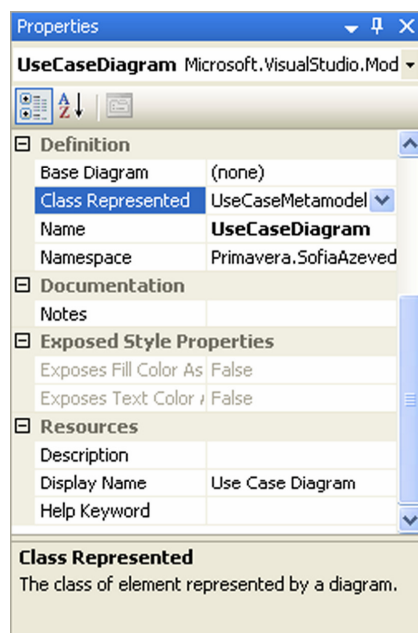 Properties
UseCaseDiagram Microsoft.VisualStudio.Mod
Definition
Base Diagram (none)
Class Represented UseCaseMetamodel
Name UseCaseDiagram
Namespace Primavera.SofiaAzeved
Documentation
Notes
Exposed Style Properties
Exposes Fill Color As False
Exposes Text Color A False
Resources
Description
Display Name Use Case Diagram
Help Keyword
Class Represented
The class of element represented by a diagram.